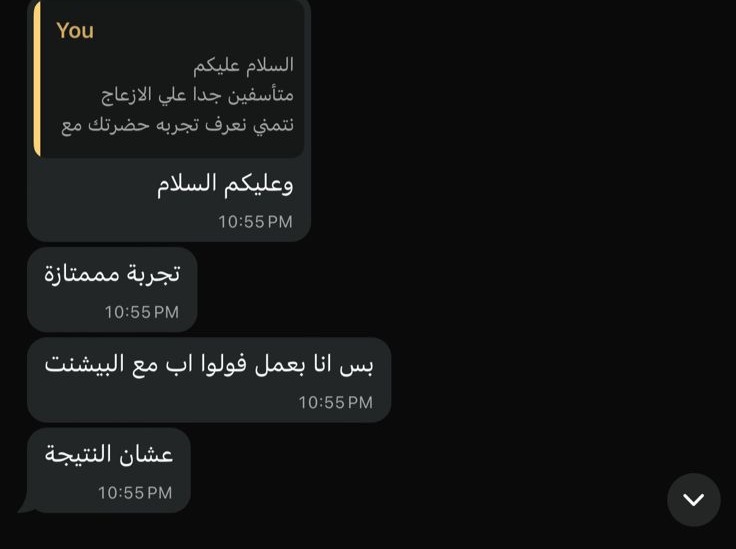 You
السلام عليكم
متأسفين جدا علي الازعاج
نتمني نعرف تجربه حضرتك مع
وعليكم السلام
10:55 PM
تجربة مممتازة
10:55 PM
بس انا بعمل فولوا اب مع البيشنت
10:55 PM
عشان النتيجة
10:55 PM